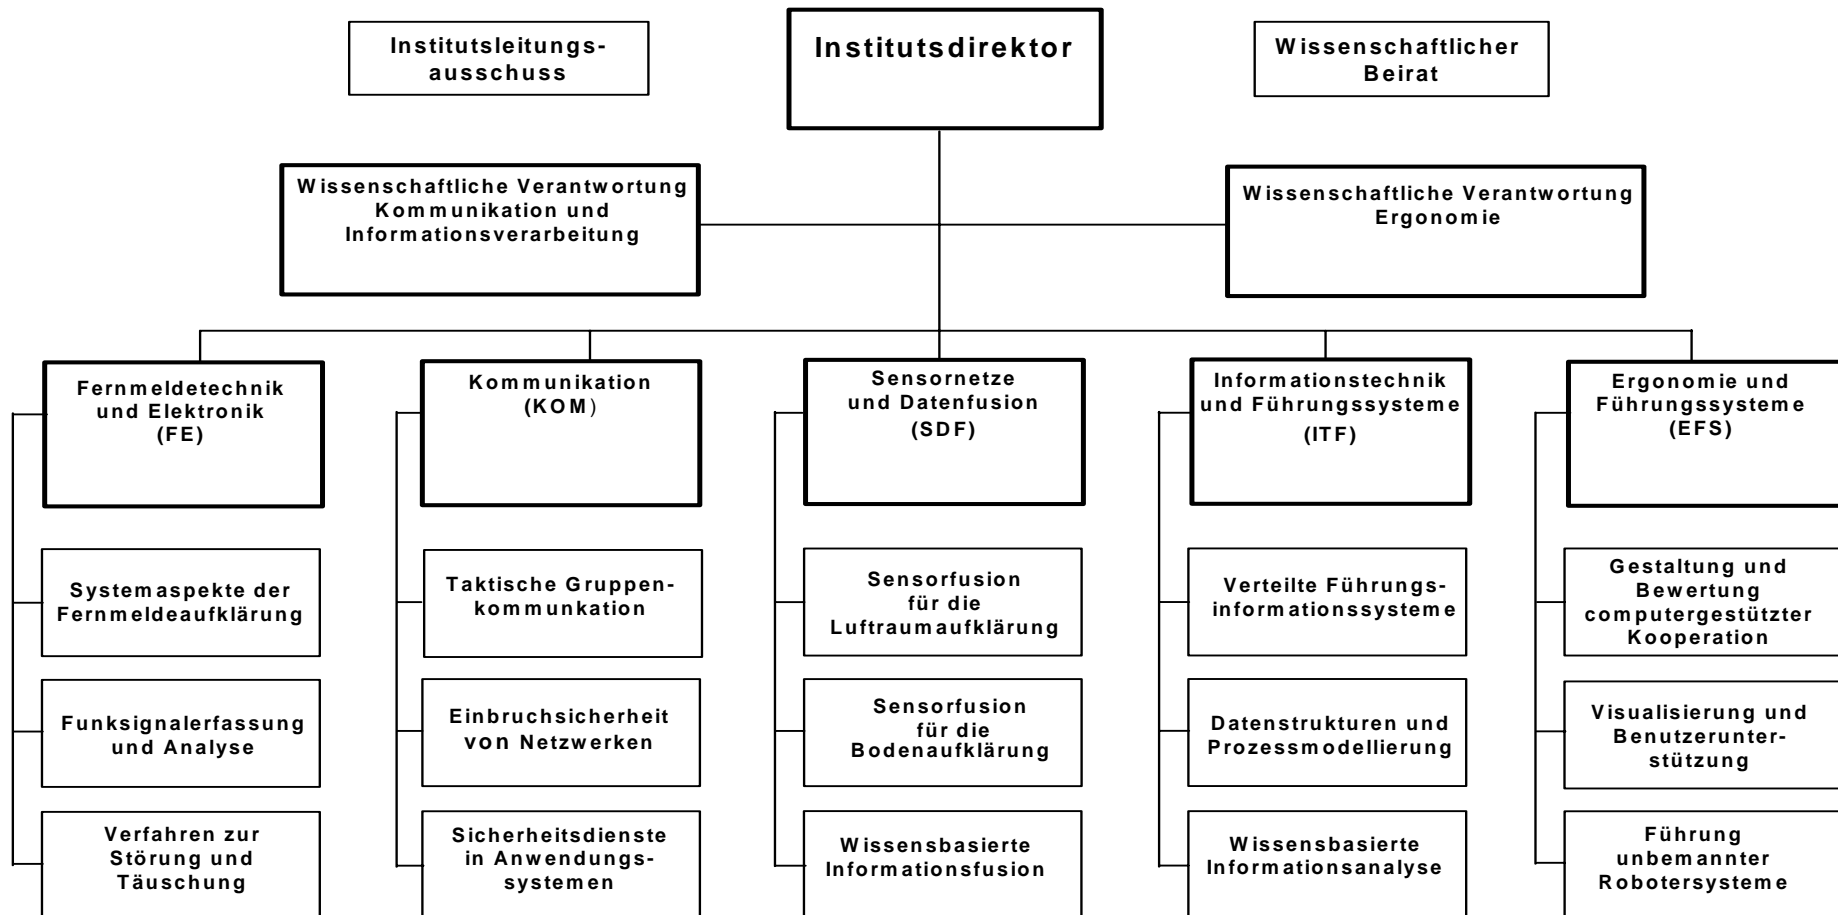 Institutsleitungs-
ausschuss
Institutsdirektor
Wissenschaftlicher
Beirat
Wissenschaftliche Verantwortung
Kommunikation und
Informationsverarbeitung
Wissenschaftliche Verantwortung
Ergonomie
Fernmeldetechnik
und Elektronik
(FE)
Kommunikation
(KOM)
Sensornetze
und Datenfusion
(SDF)
Informationstechnik
und Führungssysteme
(ITF)
Ergonomie und
Führungssysteme
(EFS)
Systemaspekte der
Fernmeldeaufklärung
Taktische Gruppen-
kommunkation
Sensorfusion
für die
Luftraumaufklärung
Verteilte Führungs-
informationssysteme
Gestaltung und
Bewertung
computergestützter
Kooperation
Funksignalerfassung
und Analyse
Einbruchsicherheit
von Netzwerken
Sensorfusion
für die
Bodenaufklärung
Datenstrukturen und
Prozessmodellierung
Visualisierung und
Benutzerunter-
stützung
Verfahren zur
Störung und
Täuschung
Sicherheitsdienste
in Anwendungs-
systemen
Wissensbasierte
Informationsfusion
Wissensbasierte
Informationsanalyse
Führung
unbemannter
Robotersysteme